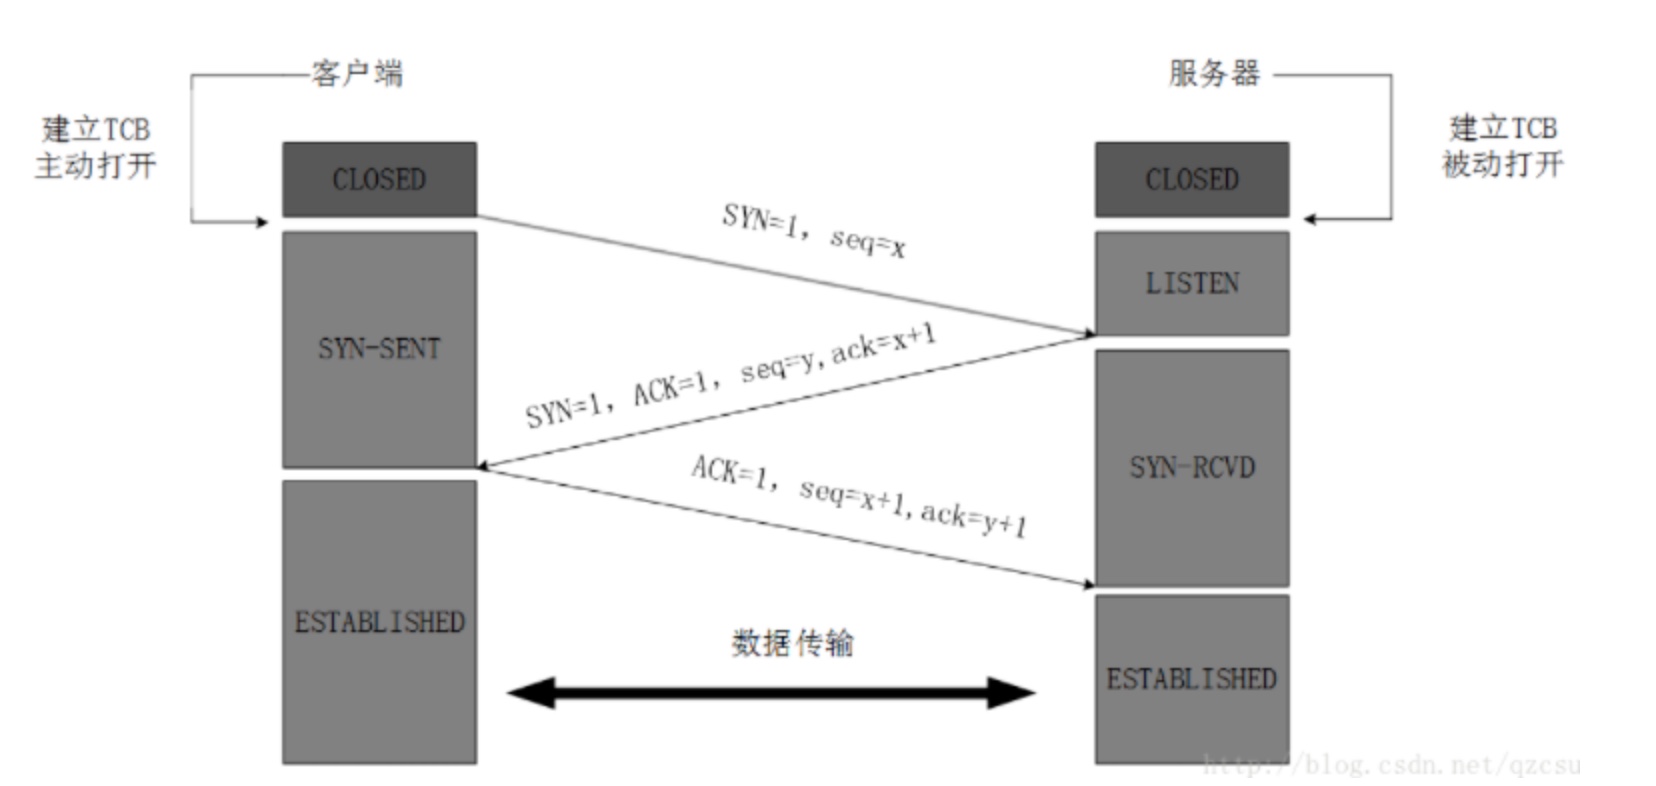 客户端
服务器
建立TCB
主动打开
建立TCB
被动打开
CLOSED
CLOSED
SYN=1, seq=x
LISTEN
SYN-SENT
SYN=1, ACK=1, seq=y,ack=x+1
SYN-RCVD
ACK=1, seq=x+1,ack=y+1
ESTABLISHED
数据传输
ESTABLISHED
http://blog.csdn.net/qzcsu